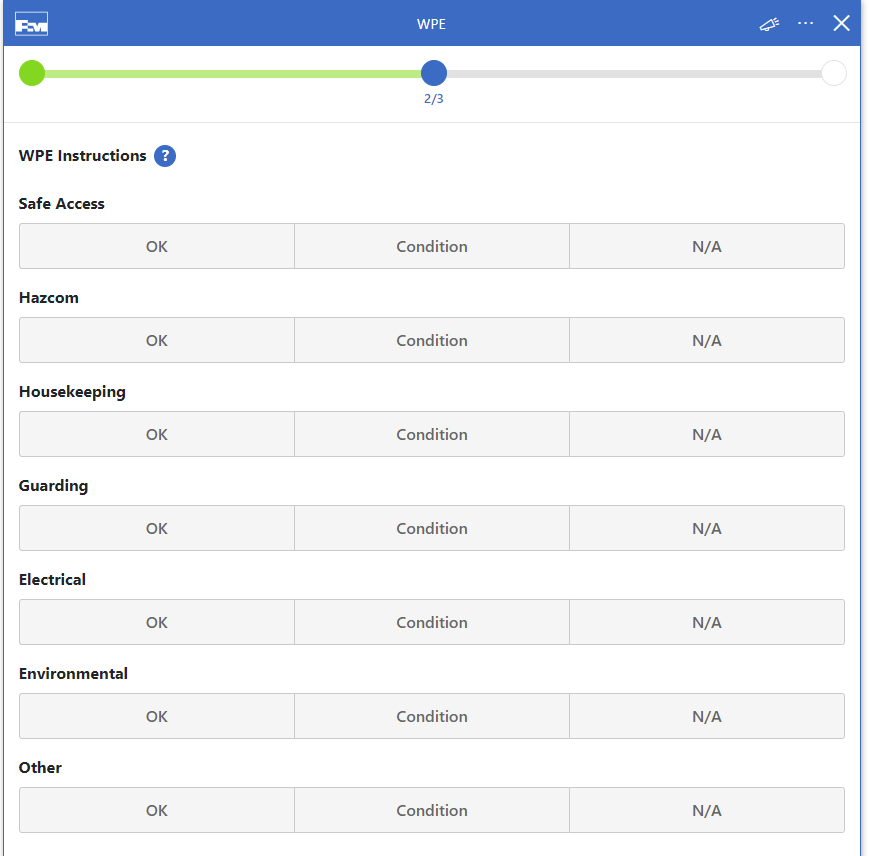 WPE
2/3
WPE Instructions ?
Safe Access
OK Condition N/A
Hazcom
OK Condition N/A
Housekeeping
OK Condition N/A
Guarding
OK Condition N/A
Electrical
OK Condition N/A
Environmental
OK Condition N/A
Other
OK Condition N/A